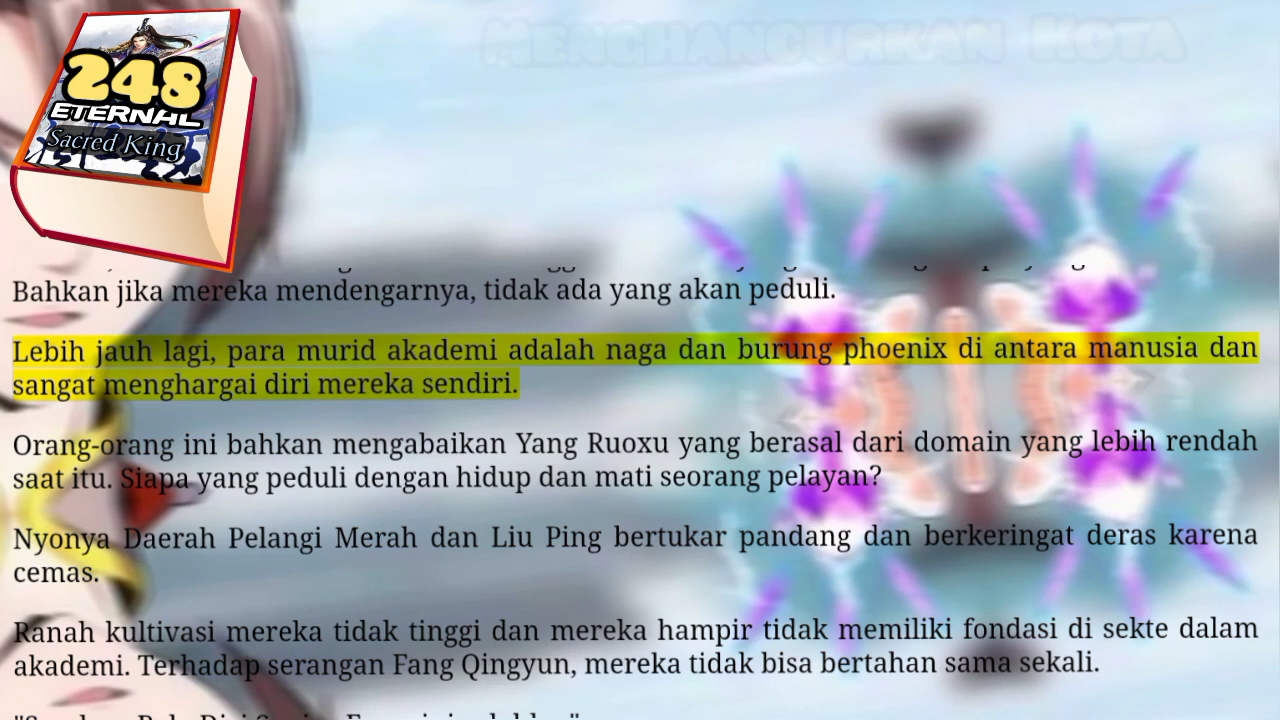 MENGHANCURKAN KOTA
248
ETERNAL
Sacred King
Bahkan jika mereka mendengarnya, tidak ada yang akan peduli.
Lebih jauh lagi, para murid akademi adalah naga dan burung phoenix di antara manusia dan
sangat menghargai diri mereka sendiri.
Orang-orang ini bahkan mengabaikan Yang Ruoxu yang berasal dari domain yang lebih rendah
saat itu. Siapa yang peduli dengan hidup dan mati seorang pelayan?
Nyonya Daerah Pelangi Merah dan Liu Ping bertukar pandang dan berkeringat deras karena
cemas.
Ranah kultivasi mereka tidak tinggi dan mereka hampir tidak memiliki fondasi di sekte dalam
akademi. Terhadap serangan Fang Qingyun, mereka tidak bisa bertahan sama sekali.